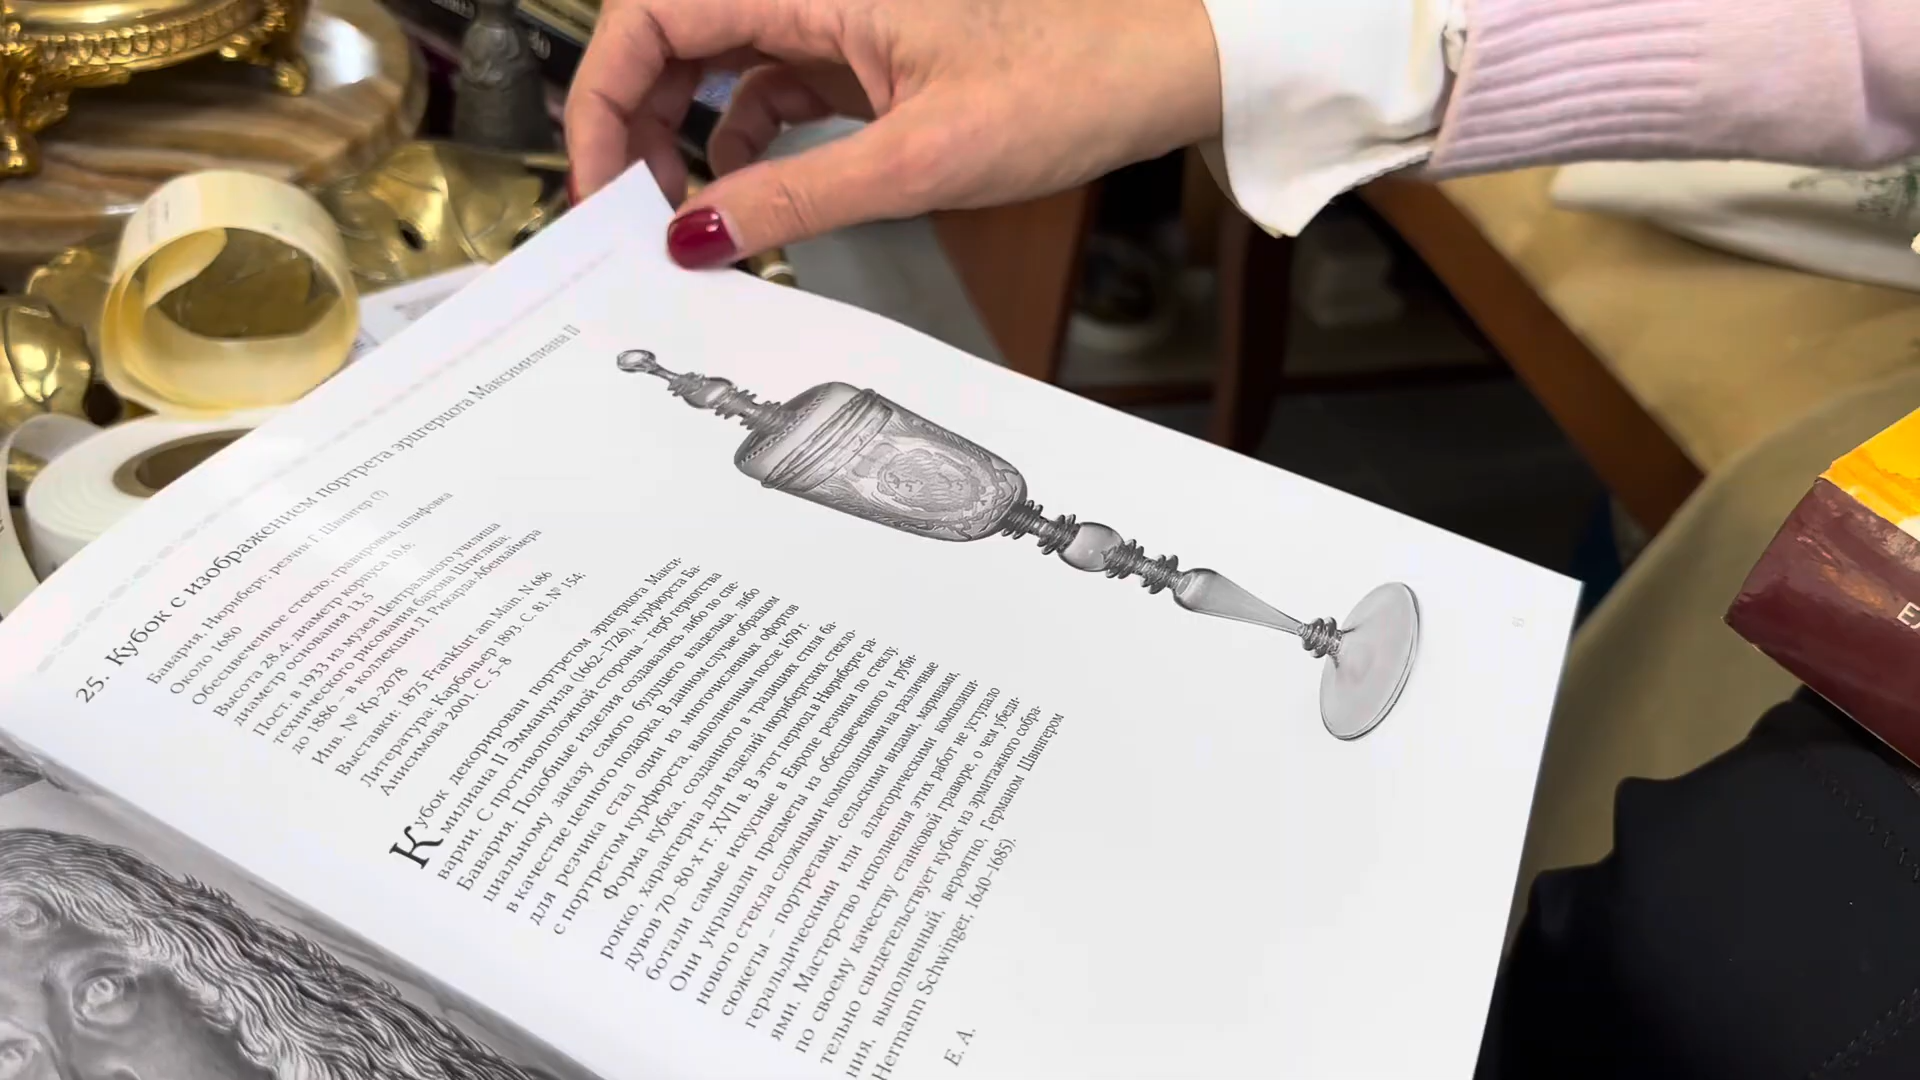 25. Кубок с изображением портрета эрцгерцога Максимилиана II
Бавария, Нюрнберг; резчик Г. Швингер (?)
Около 1680
Обесцвеченное стекло, гравировка, шлифовка
Высота 28.4; диаметр корпуса 10,6;
диаметр основания 13.5
Пост. в 1933 из музея Центрального училища
технического рисования барона Штиглица;
до 1886 – в коллекции Л. Рикарда-Абенхаймера
Инв. № Кр-2078
Выставки: 1875 Frankfurt am Main. N 686
Литература: Карбоньер 1893. С. 81. № 154;
Анисимова 2001. С. 5–8
Кубок декорирован портретом эрцгерцога Макси-
милиана II Эммануила (1662–1726), курфюрста Ба-
варии. С противоположной стороны – герб герцогства
Бавария. Подобные изделия создавались либо по спе-
циальному заказу самого будущего владельца, либо
в качестве ценного подарка. В данном случае образцом
для резчика стал один из многочисленных офортов
с портретом курфюрста, выполненным после 1679 г.
Форма кубка, созданного в традициях стиля ба-
рокко, характерна для изделий нюрнбергских стекло-
дувов 70–80-х гг. XVII в. В этот период в Нюрнберге ра-
ботали самые искусные в Европе резчики по стеклу.
Они украшали предметы из обесцвеченного и руби-
нового стекла сложными композициями на различные
сюжеты – портретами, сельскими видами, маринами,
геральдическими или аллегорическими композици-
ями. Мастерство исполнения этих работ не уступало
по своему качеству станковой гравюре, о чем убеди-
тельно свидетельствует кубок из эрмитажного собра-
ния, выполненный, вероятно, Германом Швингером
Hermann Schwinger, 1640–1685).
Е. А.